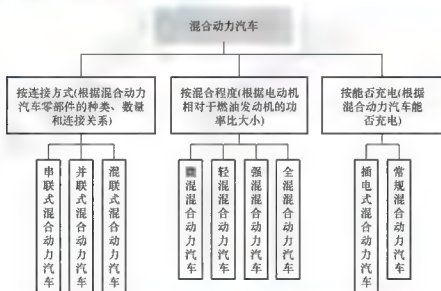 混合动力汽车
按连接方式(根据混合动力
汽车零部件的种类、数量
和连接关系)
按混合程度(根据电动机
相对于燃油发动机的功
率比大小)
按能否充电(根据
混合动力汽车能
否充电)
串联式混合动力汽车
并联式混合动力汽车
混联式混合动力汽车
混混合动力汽车
轻混混合动力汽车
强混混合动力汽车
全混混合动力汽车
插电式混合动力汽车
常规混合动力汽车